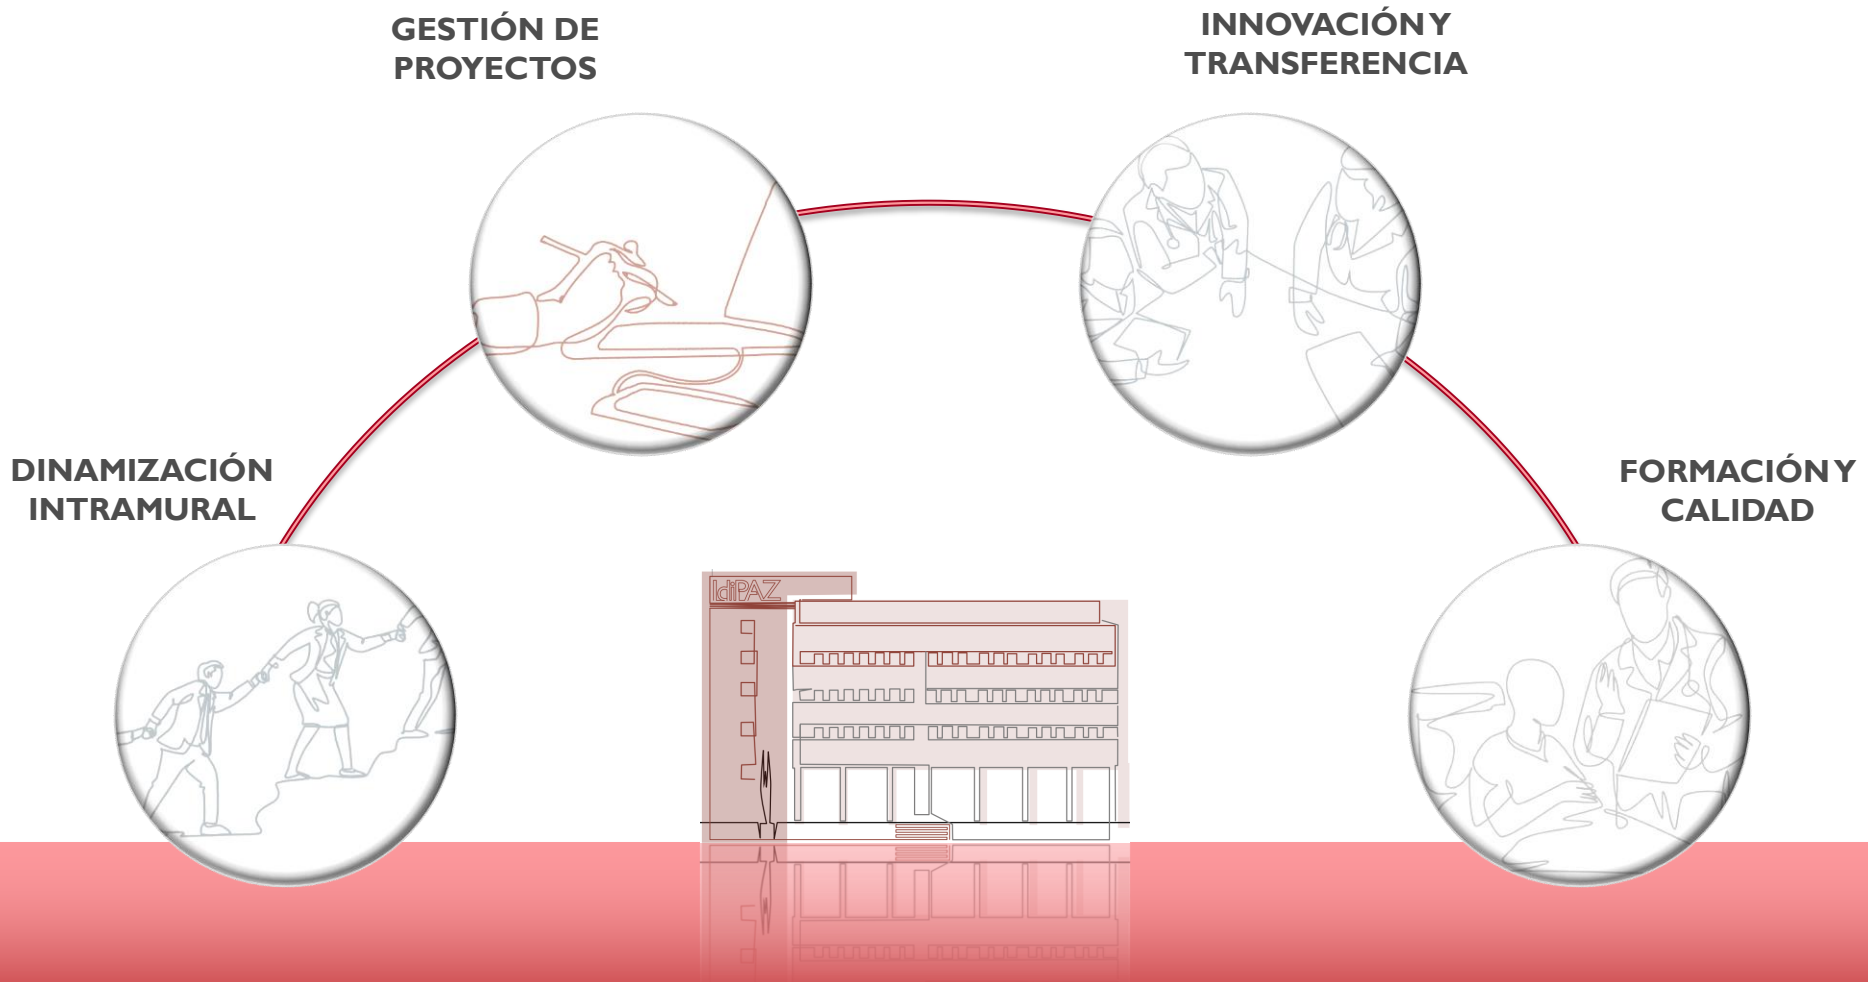 GESTIÓN DE
PROYECTOS
INNOVACIÓN Y
TRANSFERENCIA
DINAMIZACIÓN
INTRAMURAL
FORMACIÓN Y
CALIDAD
IdiPAZ